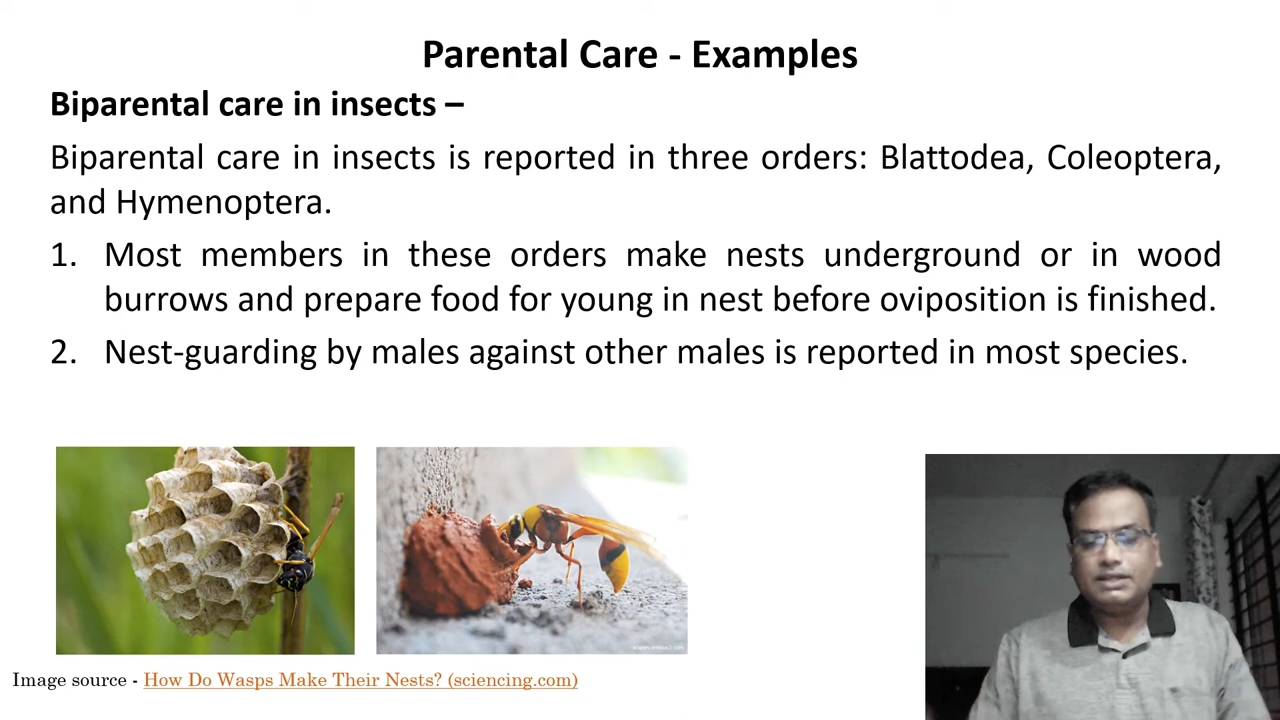 Parental Care - Examples
Biparental care in insects –
Biparental care in insects is reported in three orders: Blattodea, Coleoptera,
and Hymenoptera.
1. Most members in these orders make nests underground or in wood
burrows and prepare food for young in nest before oviposition is finished.
2. Nest-guarding by males against other males is reported in most species.
Image source - How Do Wasps Make Their Nests? (sciencing.com)